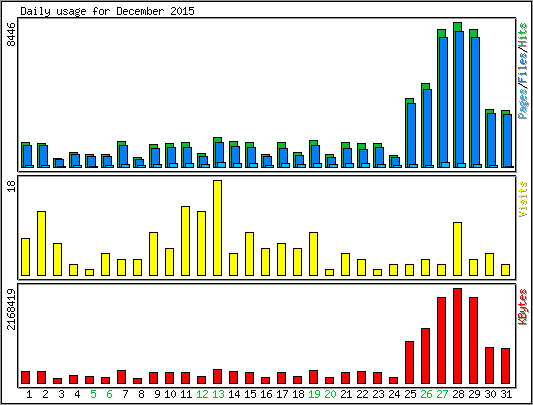 Daily usage for December 2015
8446
Pages/Files/Hits
18
Visits
2168419
KBytes
1 2 3 4 5 6 7 8 9 10 11 12 13 14 15 16 17 18 19 20 21 22 23 24 25 26 27 28 29 30 31